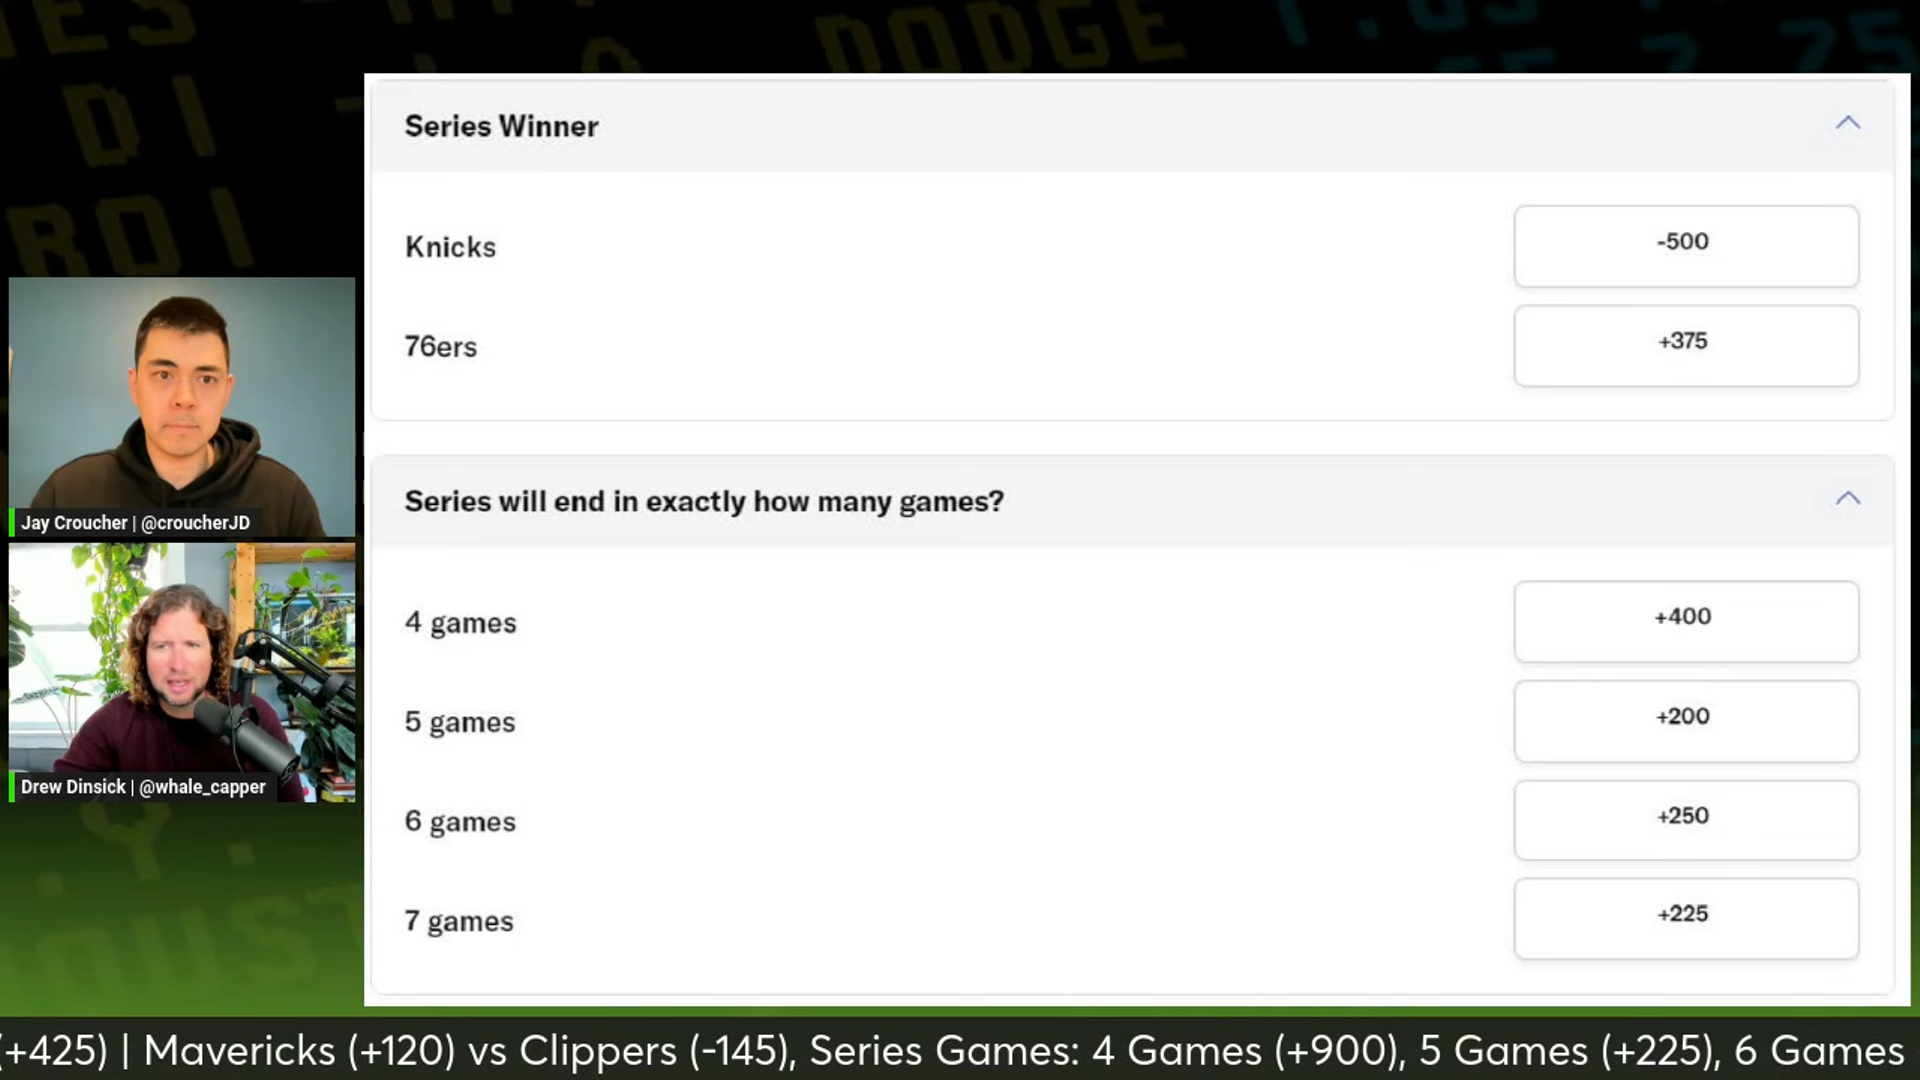 DODGE
DI
Series Winner
Knicks
-500
76ers
+375
Series will end in exactly how many games?
4 games
+400
5 games
+200
6 games
+250
7 games
+225
Jay Croucher | @croucherJD
Drew Dinsick | @whale_capper
(+425) | Mavericks (+120) vs Clippers (-145), Series Games: 4 Games (+900), 5 Games (+225), 6 Games